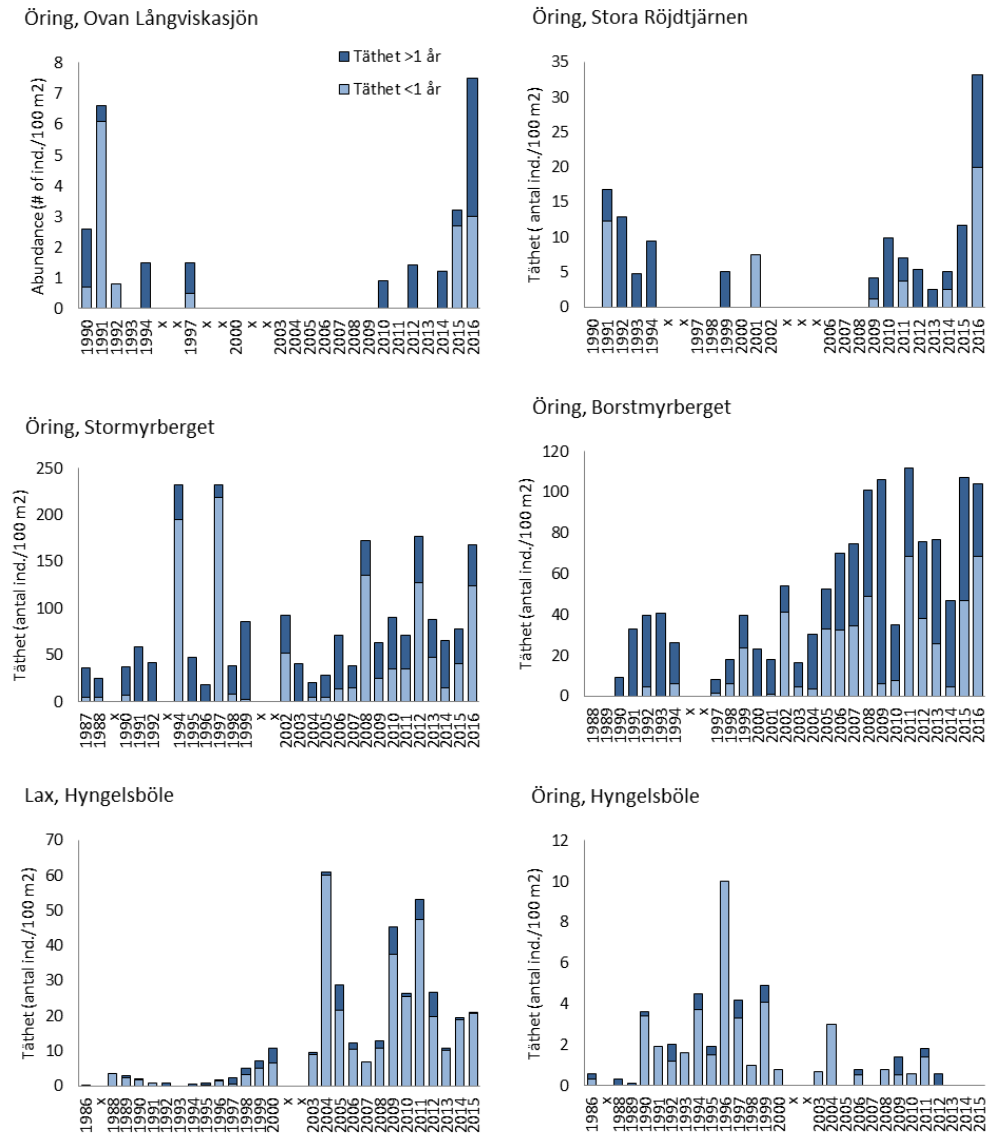 Öring, Ovan Långviskasjön
Täthet >1 år
Täthet <1 år
Abundance (# of ind./100 m2)
8
7
6
5
4
3
2
1
0
1990 1991 1992 1993 1994 x x 1997 x x 2000 x x 2003 2004 2005 2006 2007 2008 2009 2010 2011 2012 2013 2014 2015 2016
Öring, Stora Röjdtjärnen
Täthet ( antal ind./100 m2)
35
30
25
20
15
10
5
0
1990 1991 1992 1993 1994 x x 1997 1998 1999 2000 2001 2002 x x x 2006 2007 2008 2009 2010 2011 2012 2013 2014 2015 2016
Öring, Stormyrberget
Täthet (antal ind./100 m2)
250
200
150
100
50
0
1987 1988 x 1990 1991 1992 x 1994 1995 1996 1997 1998 1999 x x 2002 2003 2004 2005 2006 2007 2008 2009 2010 2011 2012 2013 2014 2015 2016
Öring, Borstmyrberget
Täthet (antal ind./100 m2)
120
100
80
60
40
20
0
1988 1989 1990 1991 1992 1993 1994 x x 1997 1998 1999 2000 2001 2002 2003 2004 2005 2006 2007 2008 2009 2010 2011 2012 2013 2014 2015 2016
Lax, Hyngelsböle
Täthet (antal ind./100 m2)
70
60
50
40
30
20
10
0
1986 x 1988 1989 1990 1991 1992 1993 1994 1995 1996 1997 1998 1999 2000 x x 2003 2004 2005 2006 2007 2008 2009 2010 2011 2012 2013 2014 2015
Öring, Hyngelsböle
Täthet (antal ind./100 m2)
12
10
8
6
4
2
0
1986 x 1988 1989 1990 1991 1992 1993 1994 1995 1996 1997 1998 1999 2000 x x 2003 2004 2005 2006 2007 2008 2009 2010 2011 2012 2013 2014 2015